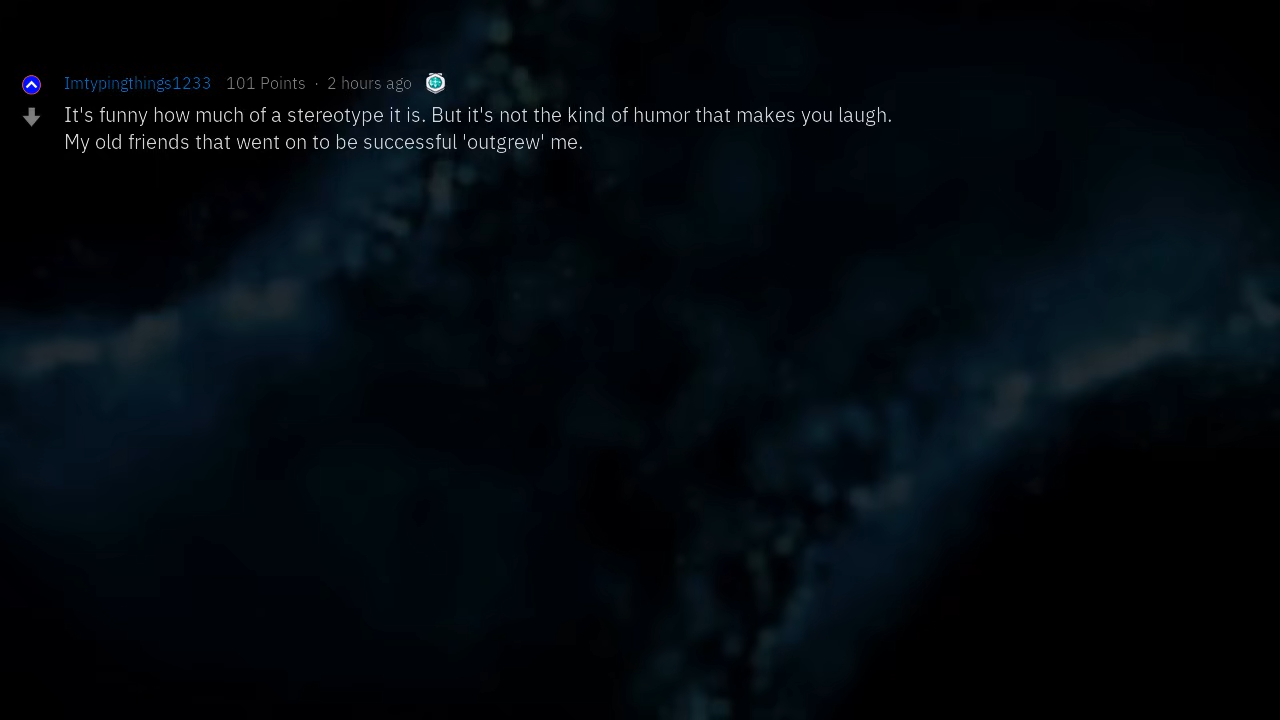 Imtypingthings1233 101 Points · 2 hours ago
It's funny how much of a stereotype it is. But it's not the kind of humor that makes you laugh.
My old friends that went on to be successful 'outgrew' me.